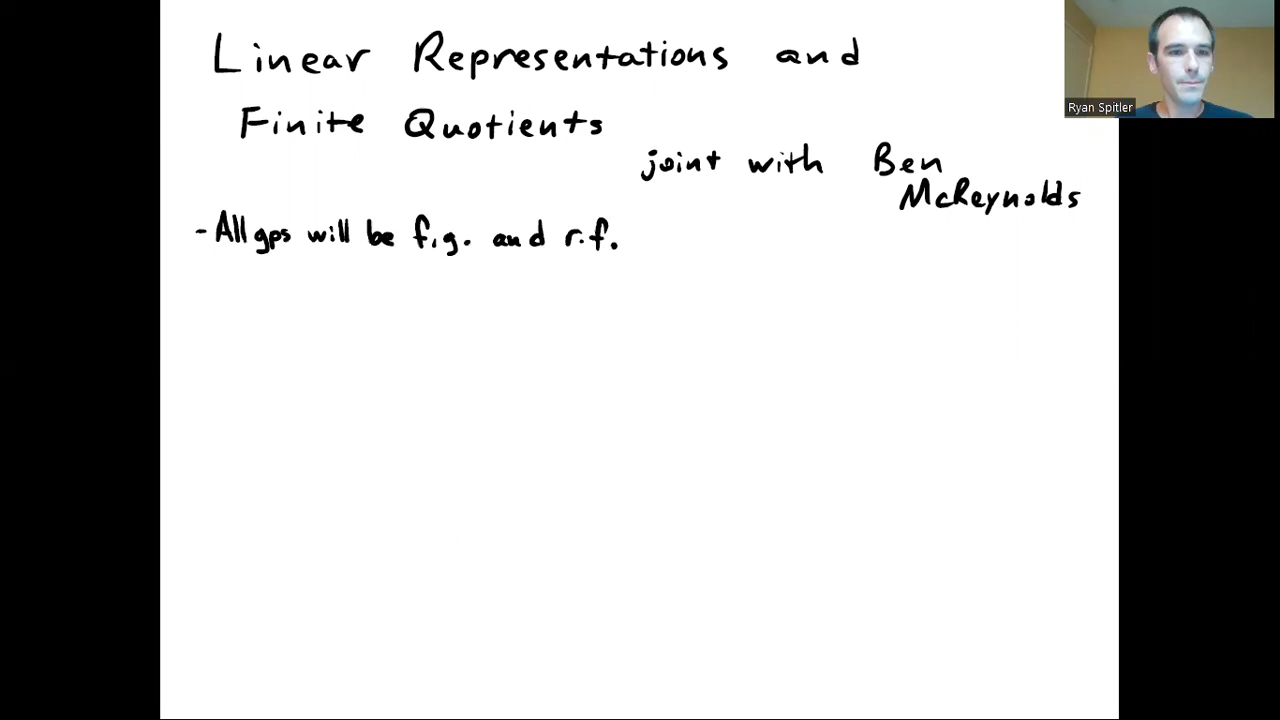 Linear Representations and
Finite Quotients
joint with Ben
McReynolds
- All gps will be f.g. and r.f.
Ryan Spitler